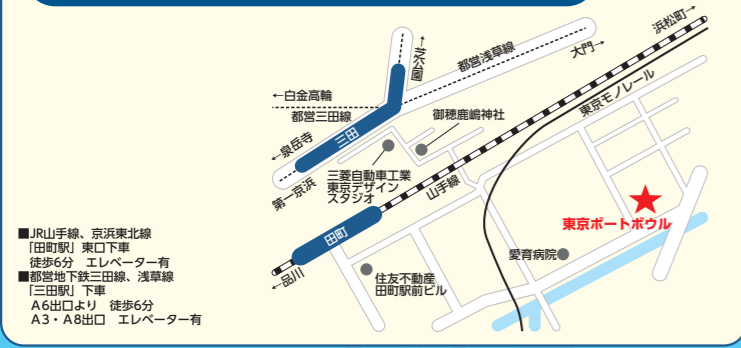 浜松町→
←芝公園
都営浅草線
大門→
東京モノレール
←白金高輪
都営三田線
御穂鹿嶋神社
三田
←泉岳寺
第一京浜
三菱自動車工業
東京デザイン
スタジオ
山手線
東京ポートボウル
田町
愛育病院
←品川
住友不動産
田町駅前ビル
■JR山手線、京浜東北線
「田町駅」東口下車
徒歩6分 エレベーター有
■都営地下鉄三田線、浅草線
「三田駅」下車
A6出口より 徒歩6分
A3・A8出口 エレベーター有